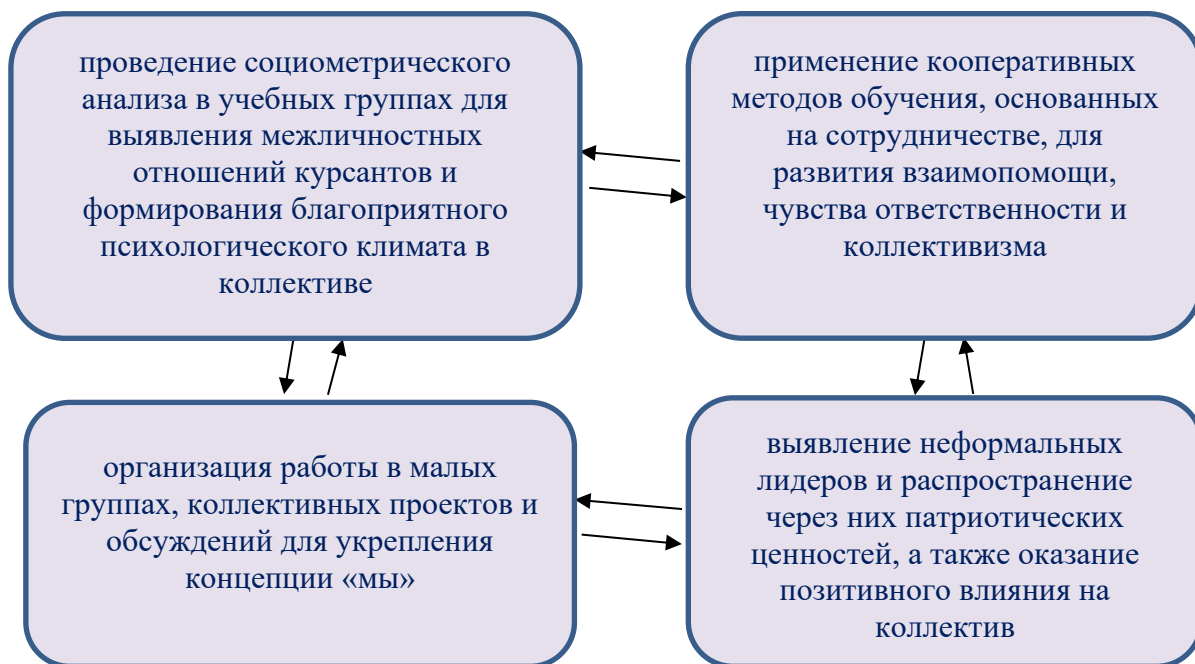 проведение социометрического
анализа в учебных группах для
выявления межличностных
отношений курсантов и
формирования благоприятного
психологического климата в
коллективе
применение кооперативных
методов обучения, основанных
на сотрудничестве, для
развития взаимопомощи,
чувства ответственности и
коллективизма
организация работы в малых
группах, коллективных проектов и
обсуждений для укрепления
концепции «мы»
выявление неформальных
лидеров и распространение
через них патриотических
ценностей, а также оказание
позитивного влияния на
коллектив